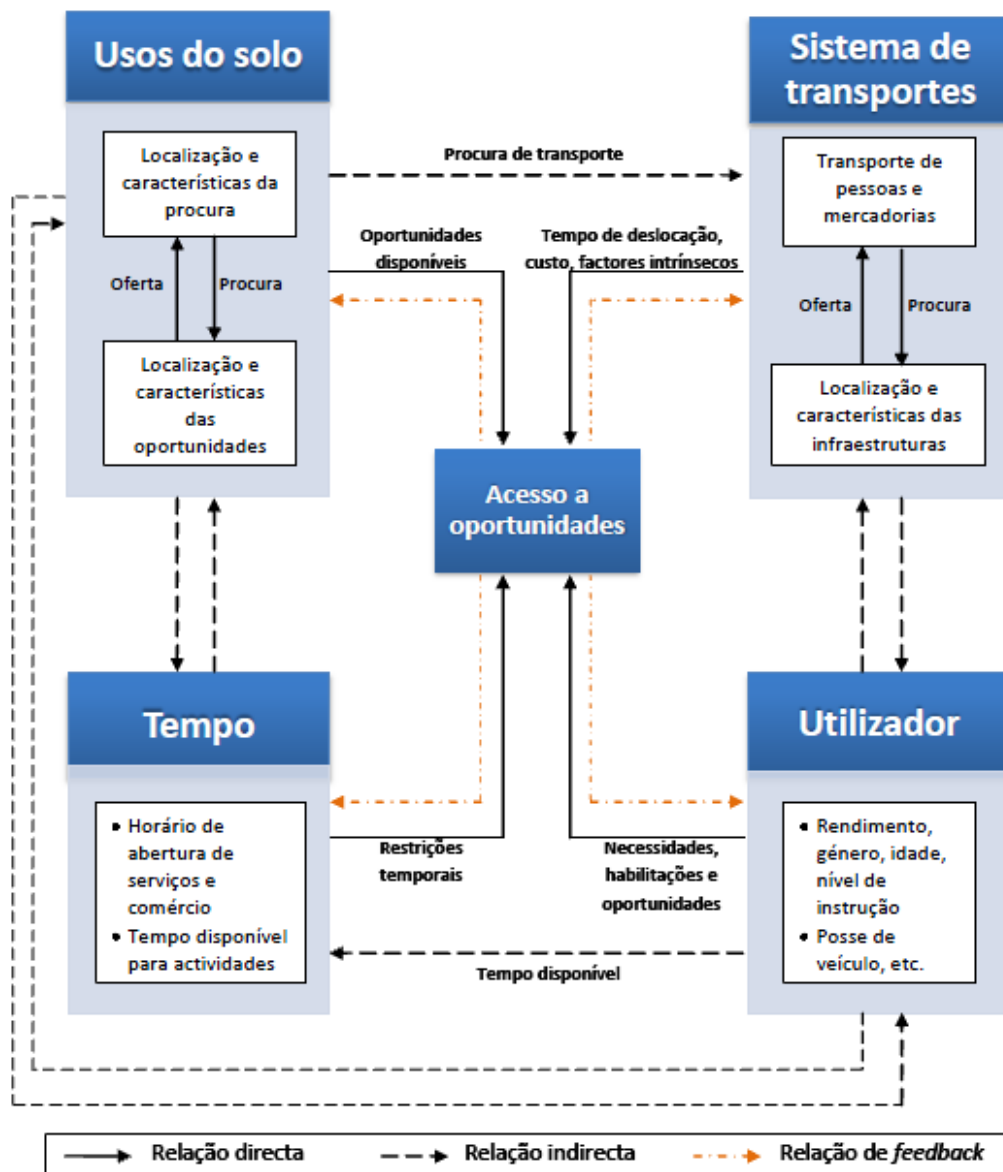 Usos do solo
Sistema de
transportes
Localização e
características da
procura
Oferta
Procura
Localização e
características
das
oportunidades
Procura de transporte
Oportunidades
disponíveis
Tempo de deslocação,
custo, factores intrínsecos
Transporte de
pessoas e
mercadorias
Oferta
Procura
Localização e
características das
infraestruturas
Acesso a
oportunidades
Tempo
• Horário de
abertura de
serviços e
comércio
• Tempo disponível
para actividades
Restrições
temporais
Necessidades,
habilitações e
oportunidades
Tempo disponível
Utilizador
• Rendimento,
género, idade,
nível de
instrução
• Posse de
veículo, etc.
Relação directa
Relação indirecta
Relação de feedback